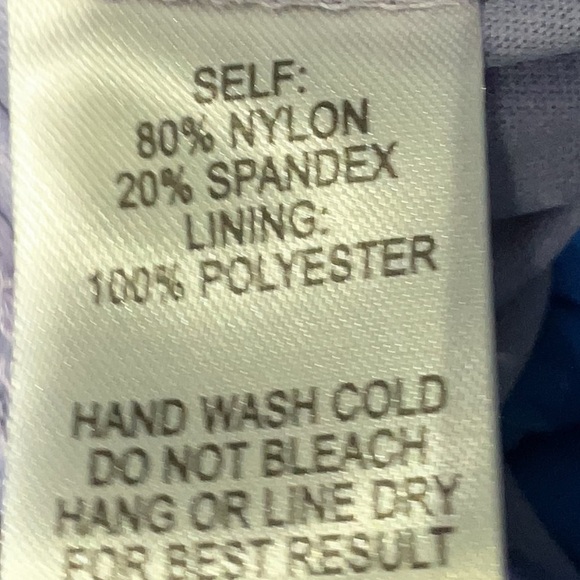 SELF:
80% NYLON
20% SPANDEX
LINING:
100% POLYESTER
HAND WASH COLD
DO NOT BLEACH
HANG OR LINE DRY
FOR BEST RESULT